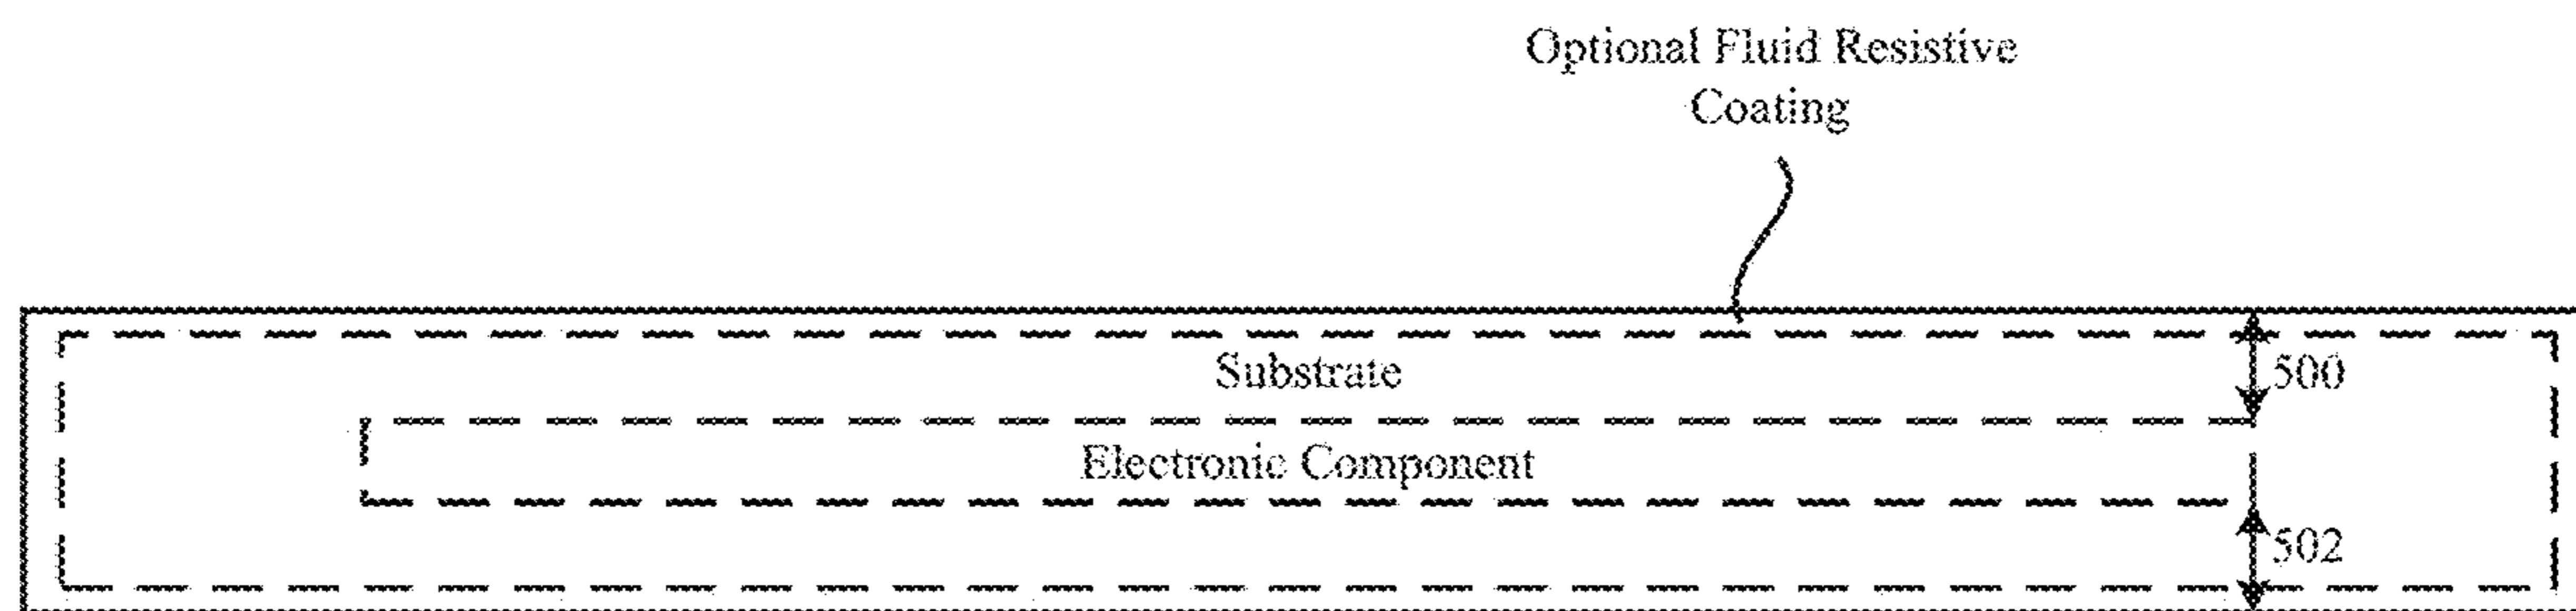 Optional Fluid Resistive
Coating
Substrate
500
Electronic Component
502